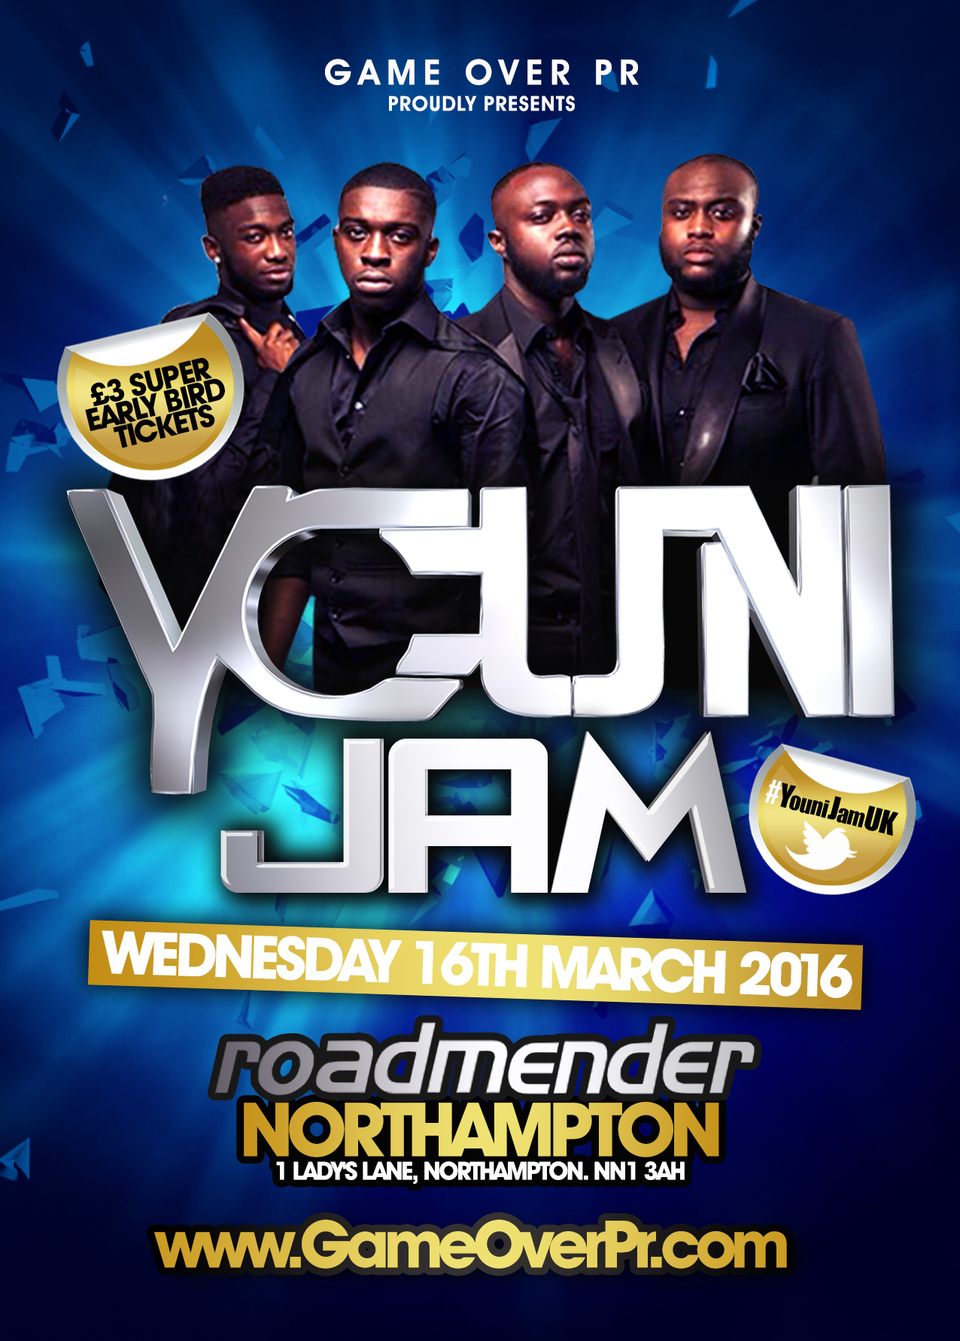 GAME OVER PR
PROUDLY PRESENTS
£3 SUPER
EARLY BIRD
TICKETS
YOUNI
JAM
#YouniJamUK
WEDNESDAY 16TH MARCH 2016
roadmender
NORTHAMPTON
1 LADY'S LANE, NORTHAMPTON. NN1 3AH
www.GameOverPr.com